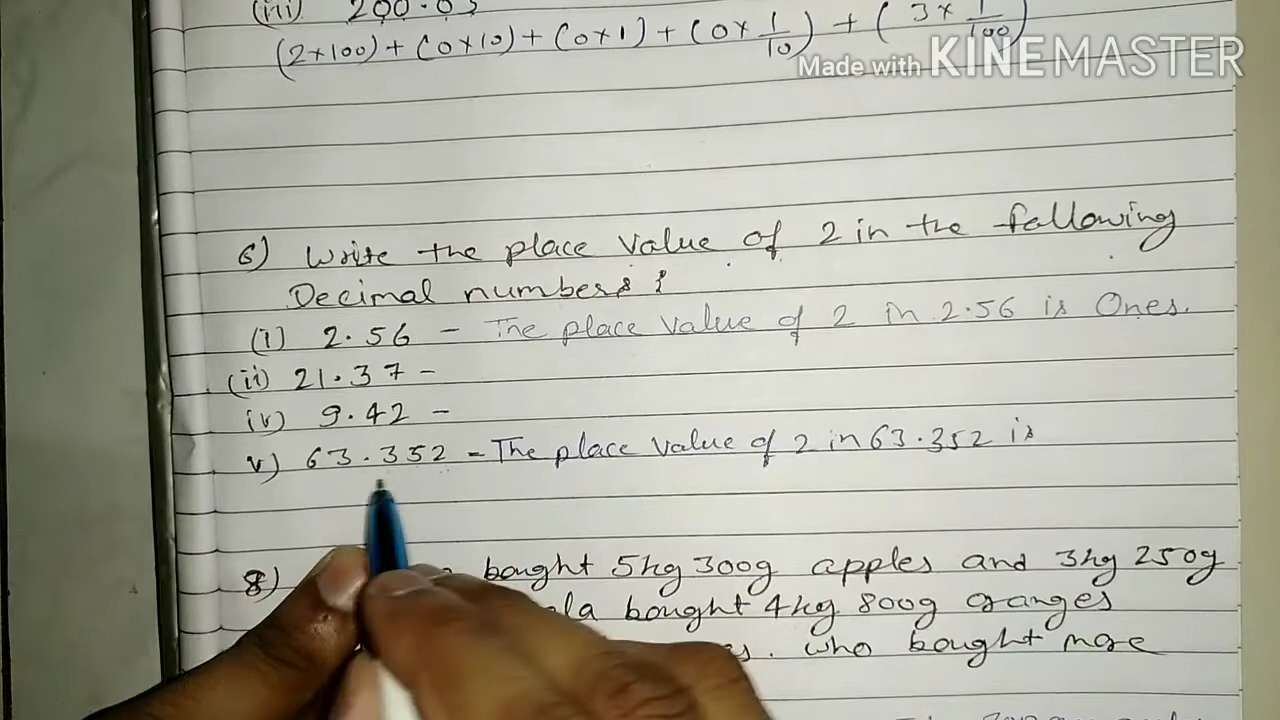 (iii) 200.03
(2×100) + (0×10) + (0×1) + (0 × 1/10) + (3 × 1/100)
Made with KINEMASTER
6) Write the place value of 2 in the following
Decimal numbers :
(i) 2.56 - The place value of 2 in 2.56 is Ones.
(ii) 21.37 -
iv) 9.42 -
v) 63.352 - The place value of 2 in 63.352 is
8) bought 5kg 300g apples and 3kg 250g
bought 4kg 800g oranges
. who bought more